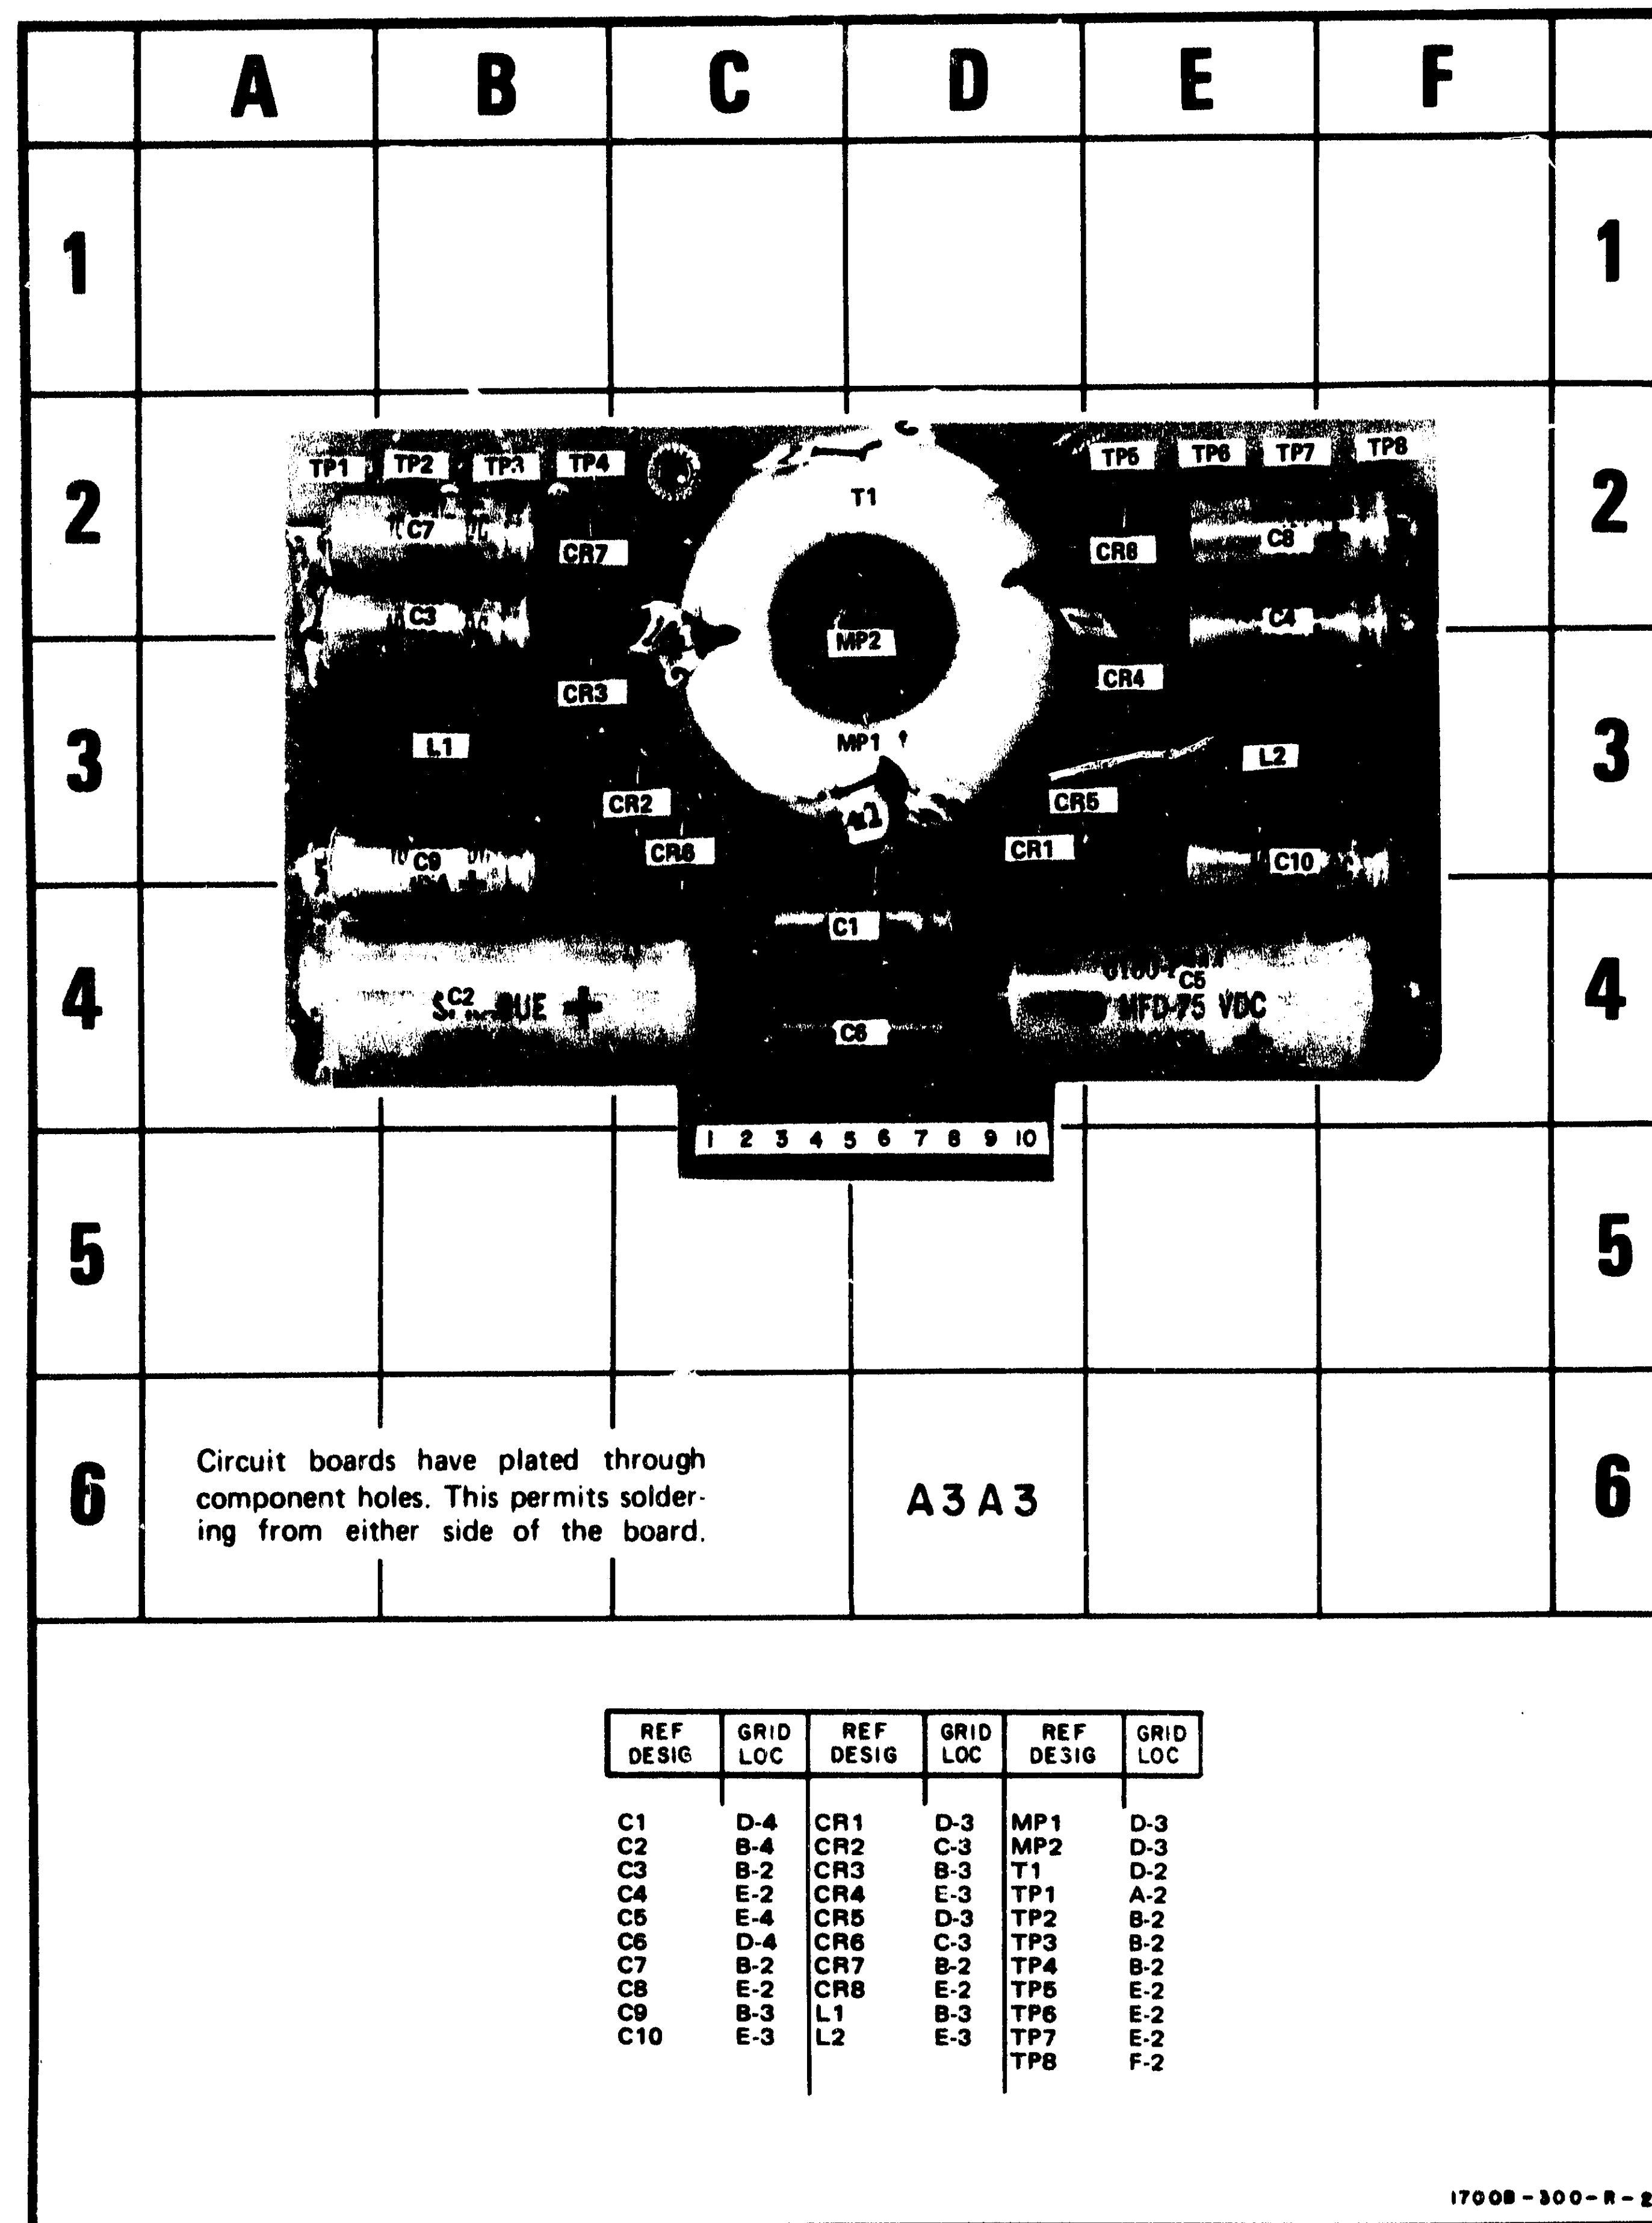 A B C D E F
1 1
TP1 TP2 TP3 TP4 TP5 TP6 TP7 TP8
T1
2 2
C7 CR7 CR8 C8
C3 C4
MP2
CR3 CR4
L1 MP1 L2
3 3
CR2 CR5
CR6 CR1
C9 C10
C1
C2 C5
4 MFD-75 VDC 4
C6
1 2 3 4 5 6 7 8 9 10
5 5
Circuit boards have plated through
component holes. This permits solder-
ing from either side of the board.
6 A3A3 6
REF GRID REF GRID REF GRID
DESIG LOC DESIG LOC DESIG LOC
C1 D-4 CR1 D-3 MP1 D-3
C2 B-4 CR2 C-3 MP2 D-3
C3 B-2 CR3 B-3 T1 D-2
C4 E-2 CR4 E-3 TP1 A-2
C5 E-4 CR5 D-3 TP2 B-2
C6 D-4 CR6 C-3 TP3 B-2
C7 B-2 CR7 B-2 TP4 B-2
C8 E-2 CR8 E-2 TP5 E-2
C9 B-3 L1 B-3 TP6 E-2
C10 E-3 L2 E-3 TP7 E-2
TP8 F-2
1700B-300-R-2